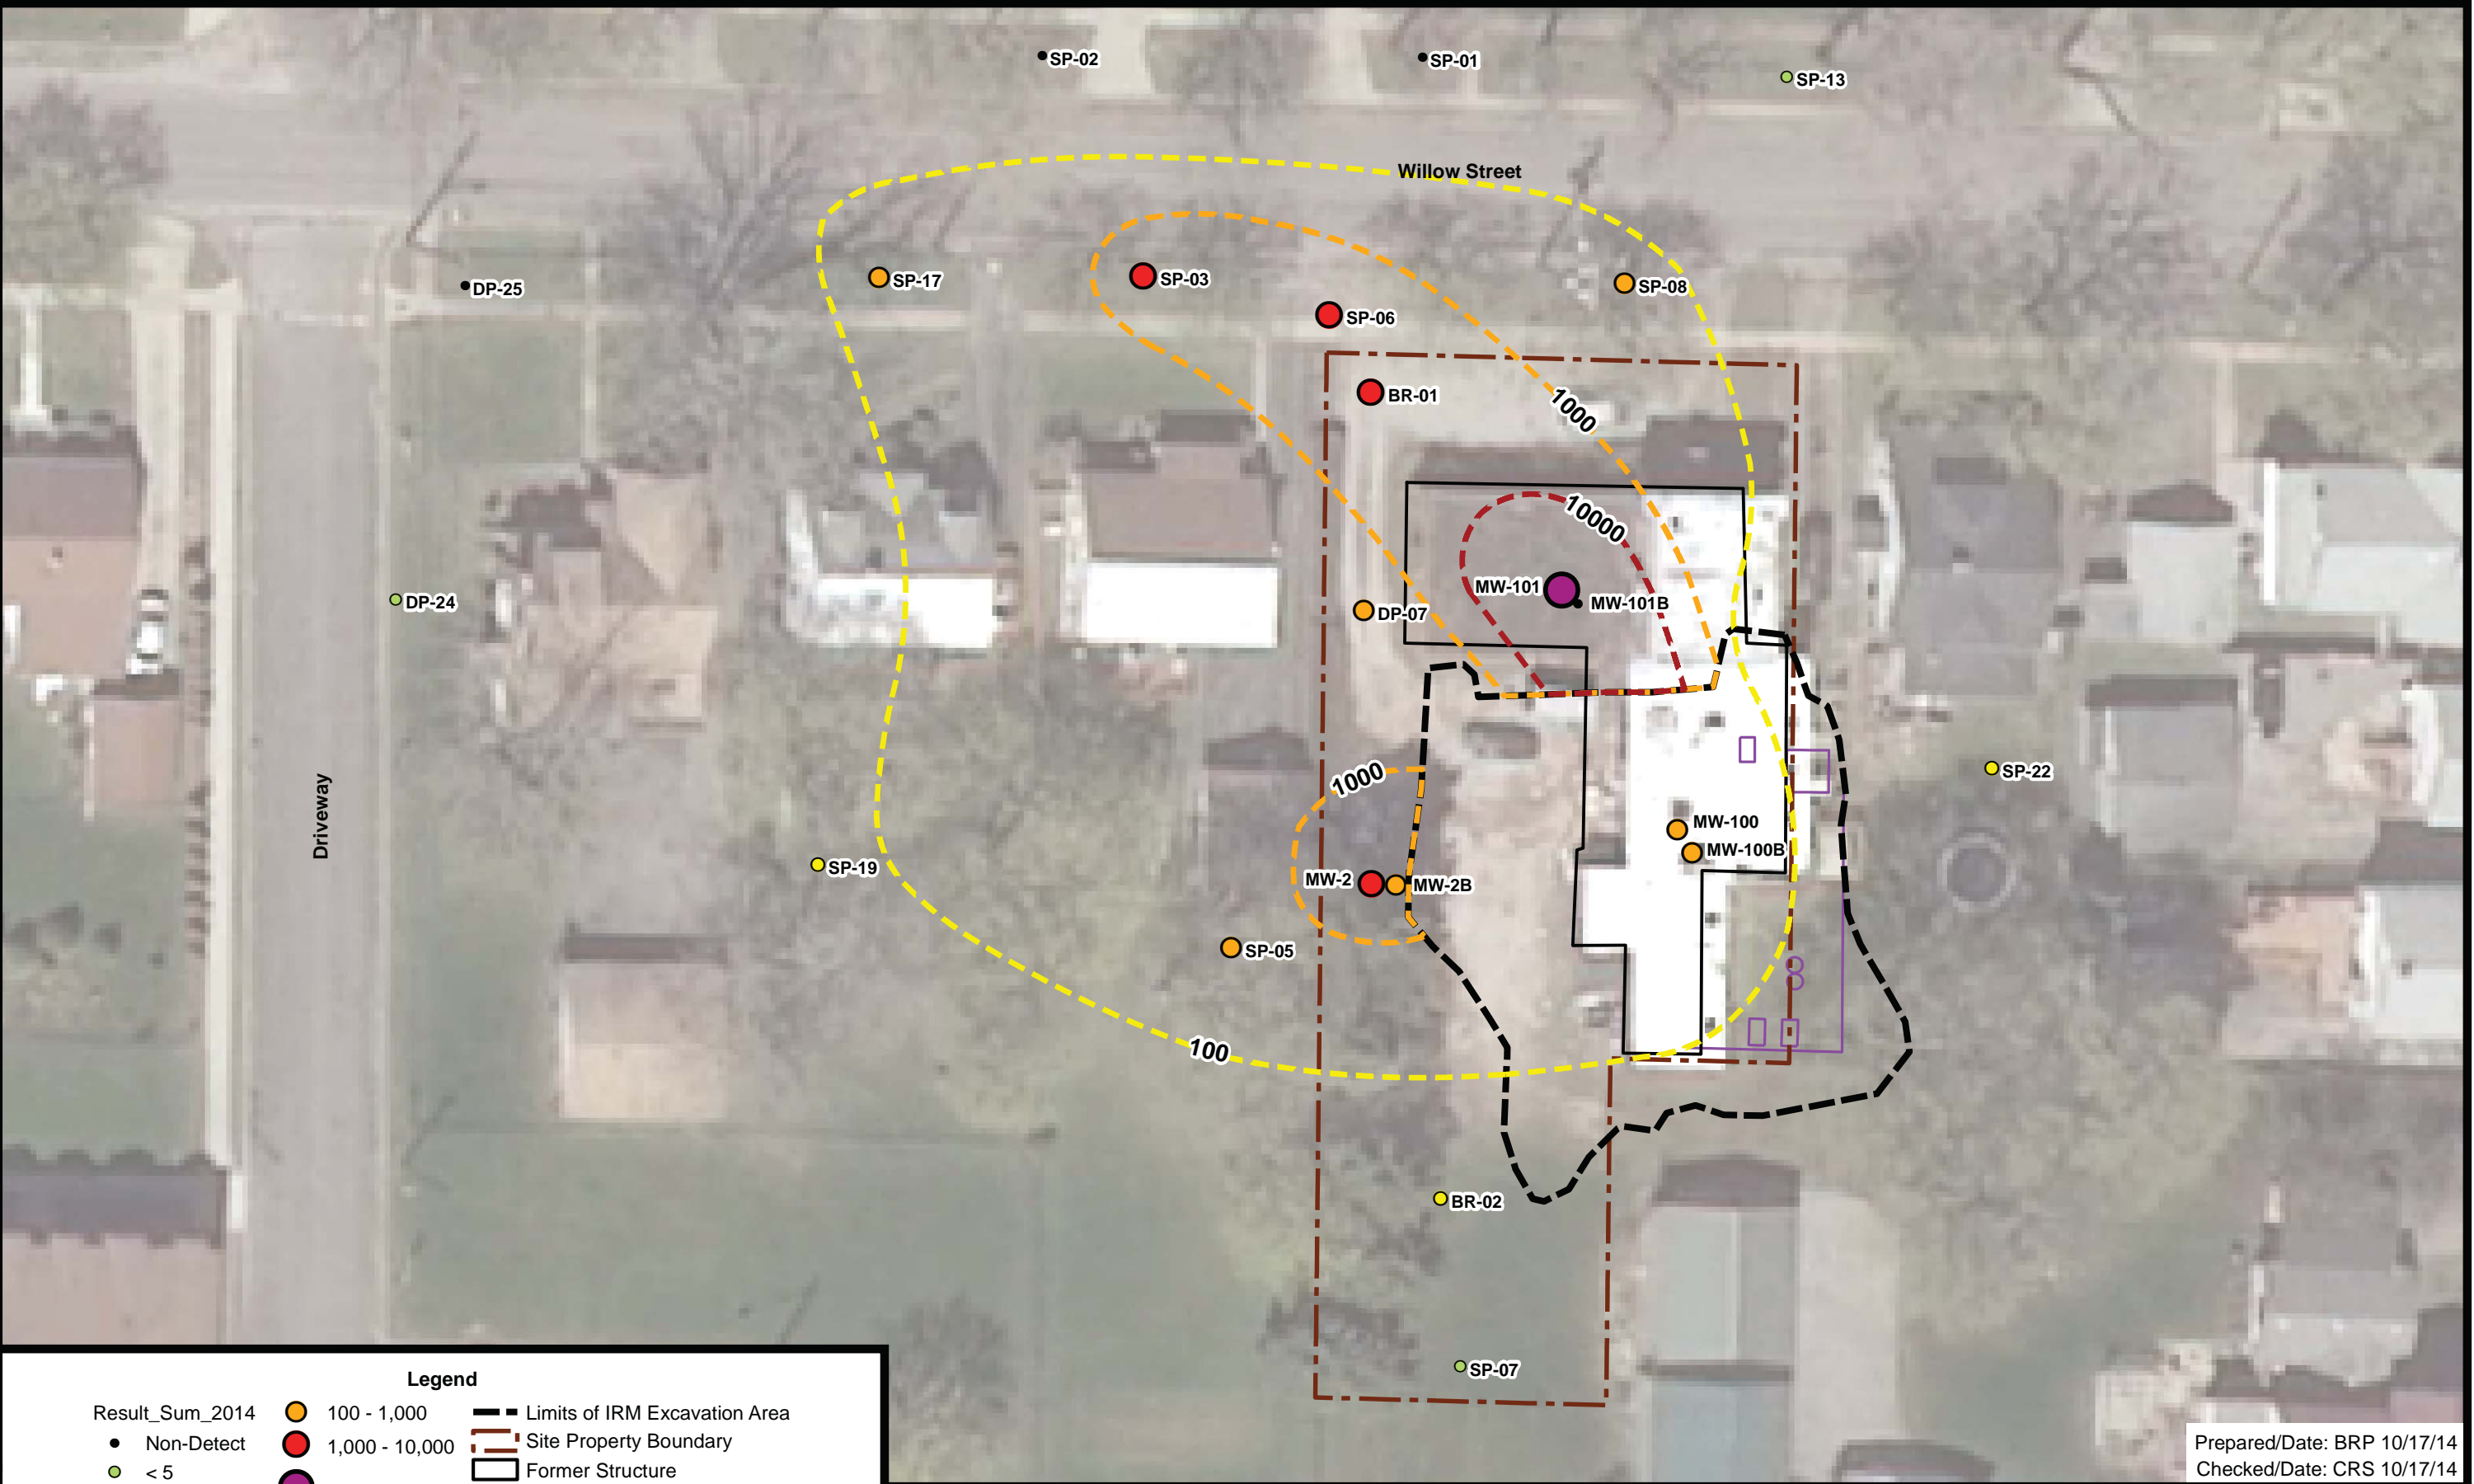 SP-02
SP-01
SP-13
Willow Street
DP-25
SP-17
SP-03
SP-08
SP-06
BR-01
1000
10000
MW-101
MW-101B
DP-24
DP-07
1000
SP-22
Driveway
MW-100
MW-100B
SP-19
MW-2
MW-2B
SP-05
100
BR-02
SP-07
Legend
Result_Sum_2014
100 - 1,000
Limits of IRM Excavation Area
Non-Detect
1,000 - 10,000
Site Property Boundary
< 5
Former Structure
Prepared/Date: BRP 10/17/14
Checked/Date: CRS 10/17/14